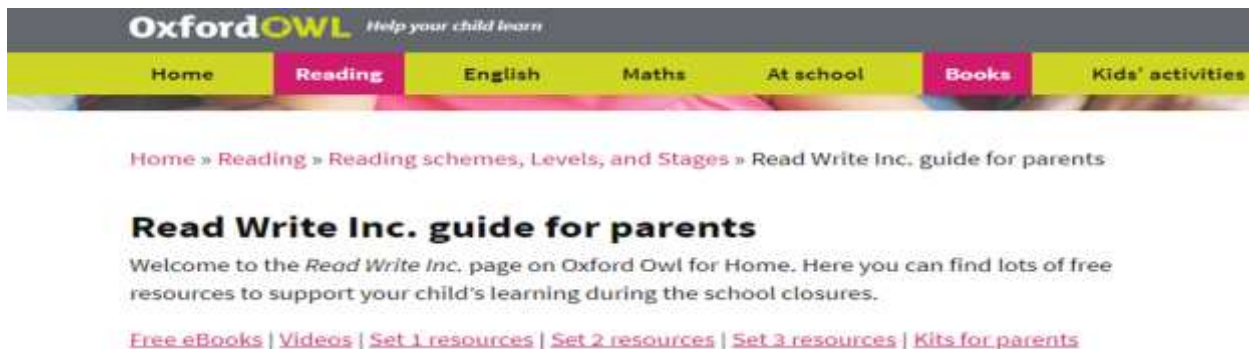 OxfordOWL Help your child learn
Home Reading English Maths At school Books Kids' activities
Home » Reading » Reading schemes, Levels, and Stages » Read Write Inc. guide for parents
Read Write Inc. guide for parents
Welcome to the Read Write Inc. page on Oxford Owl for Home. Here you can find lots of free
resources to support your child's learning during the school closures.
Free eBooks | Videos | Set 1 resources | Set 2 resources | Set 3 resources | Kits for parents